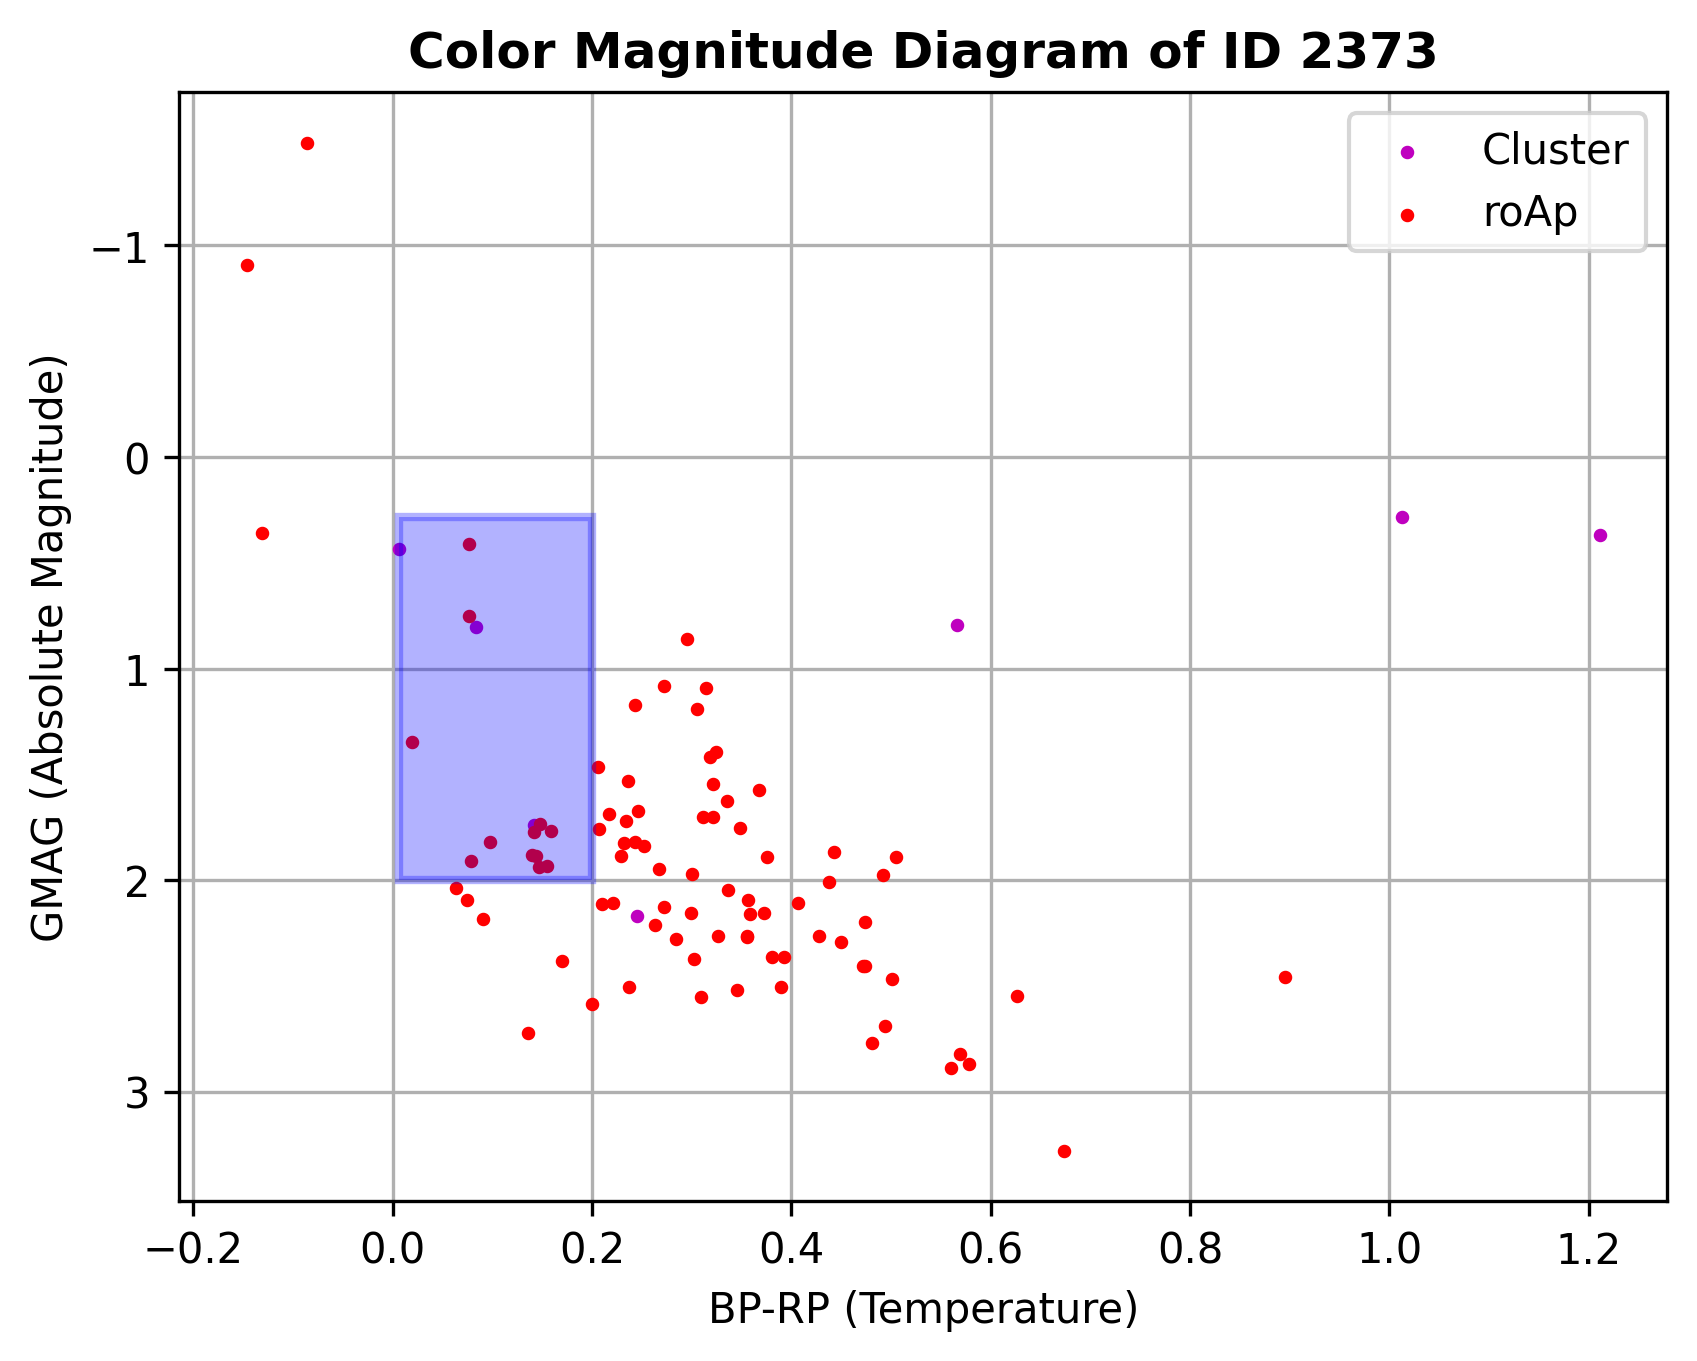 Color Magnitude Diagram of ID 2373
Cluster
roAp
GMAG (Absolute Magnitude)
−1
0
1
2
3
−0.2 0.0 0.2 0.4 0.6 0.8 1.0 1.2
BP-RP (Temperature)